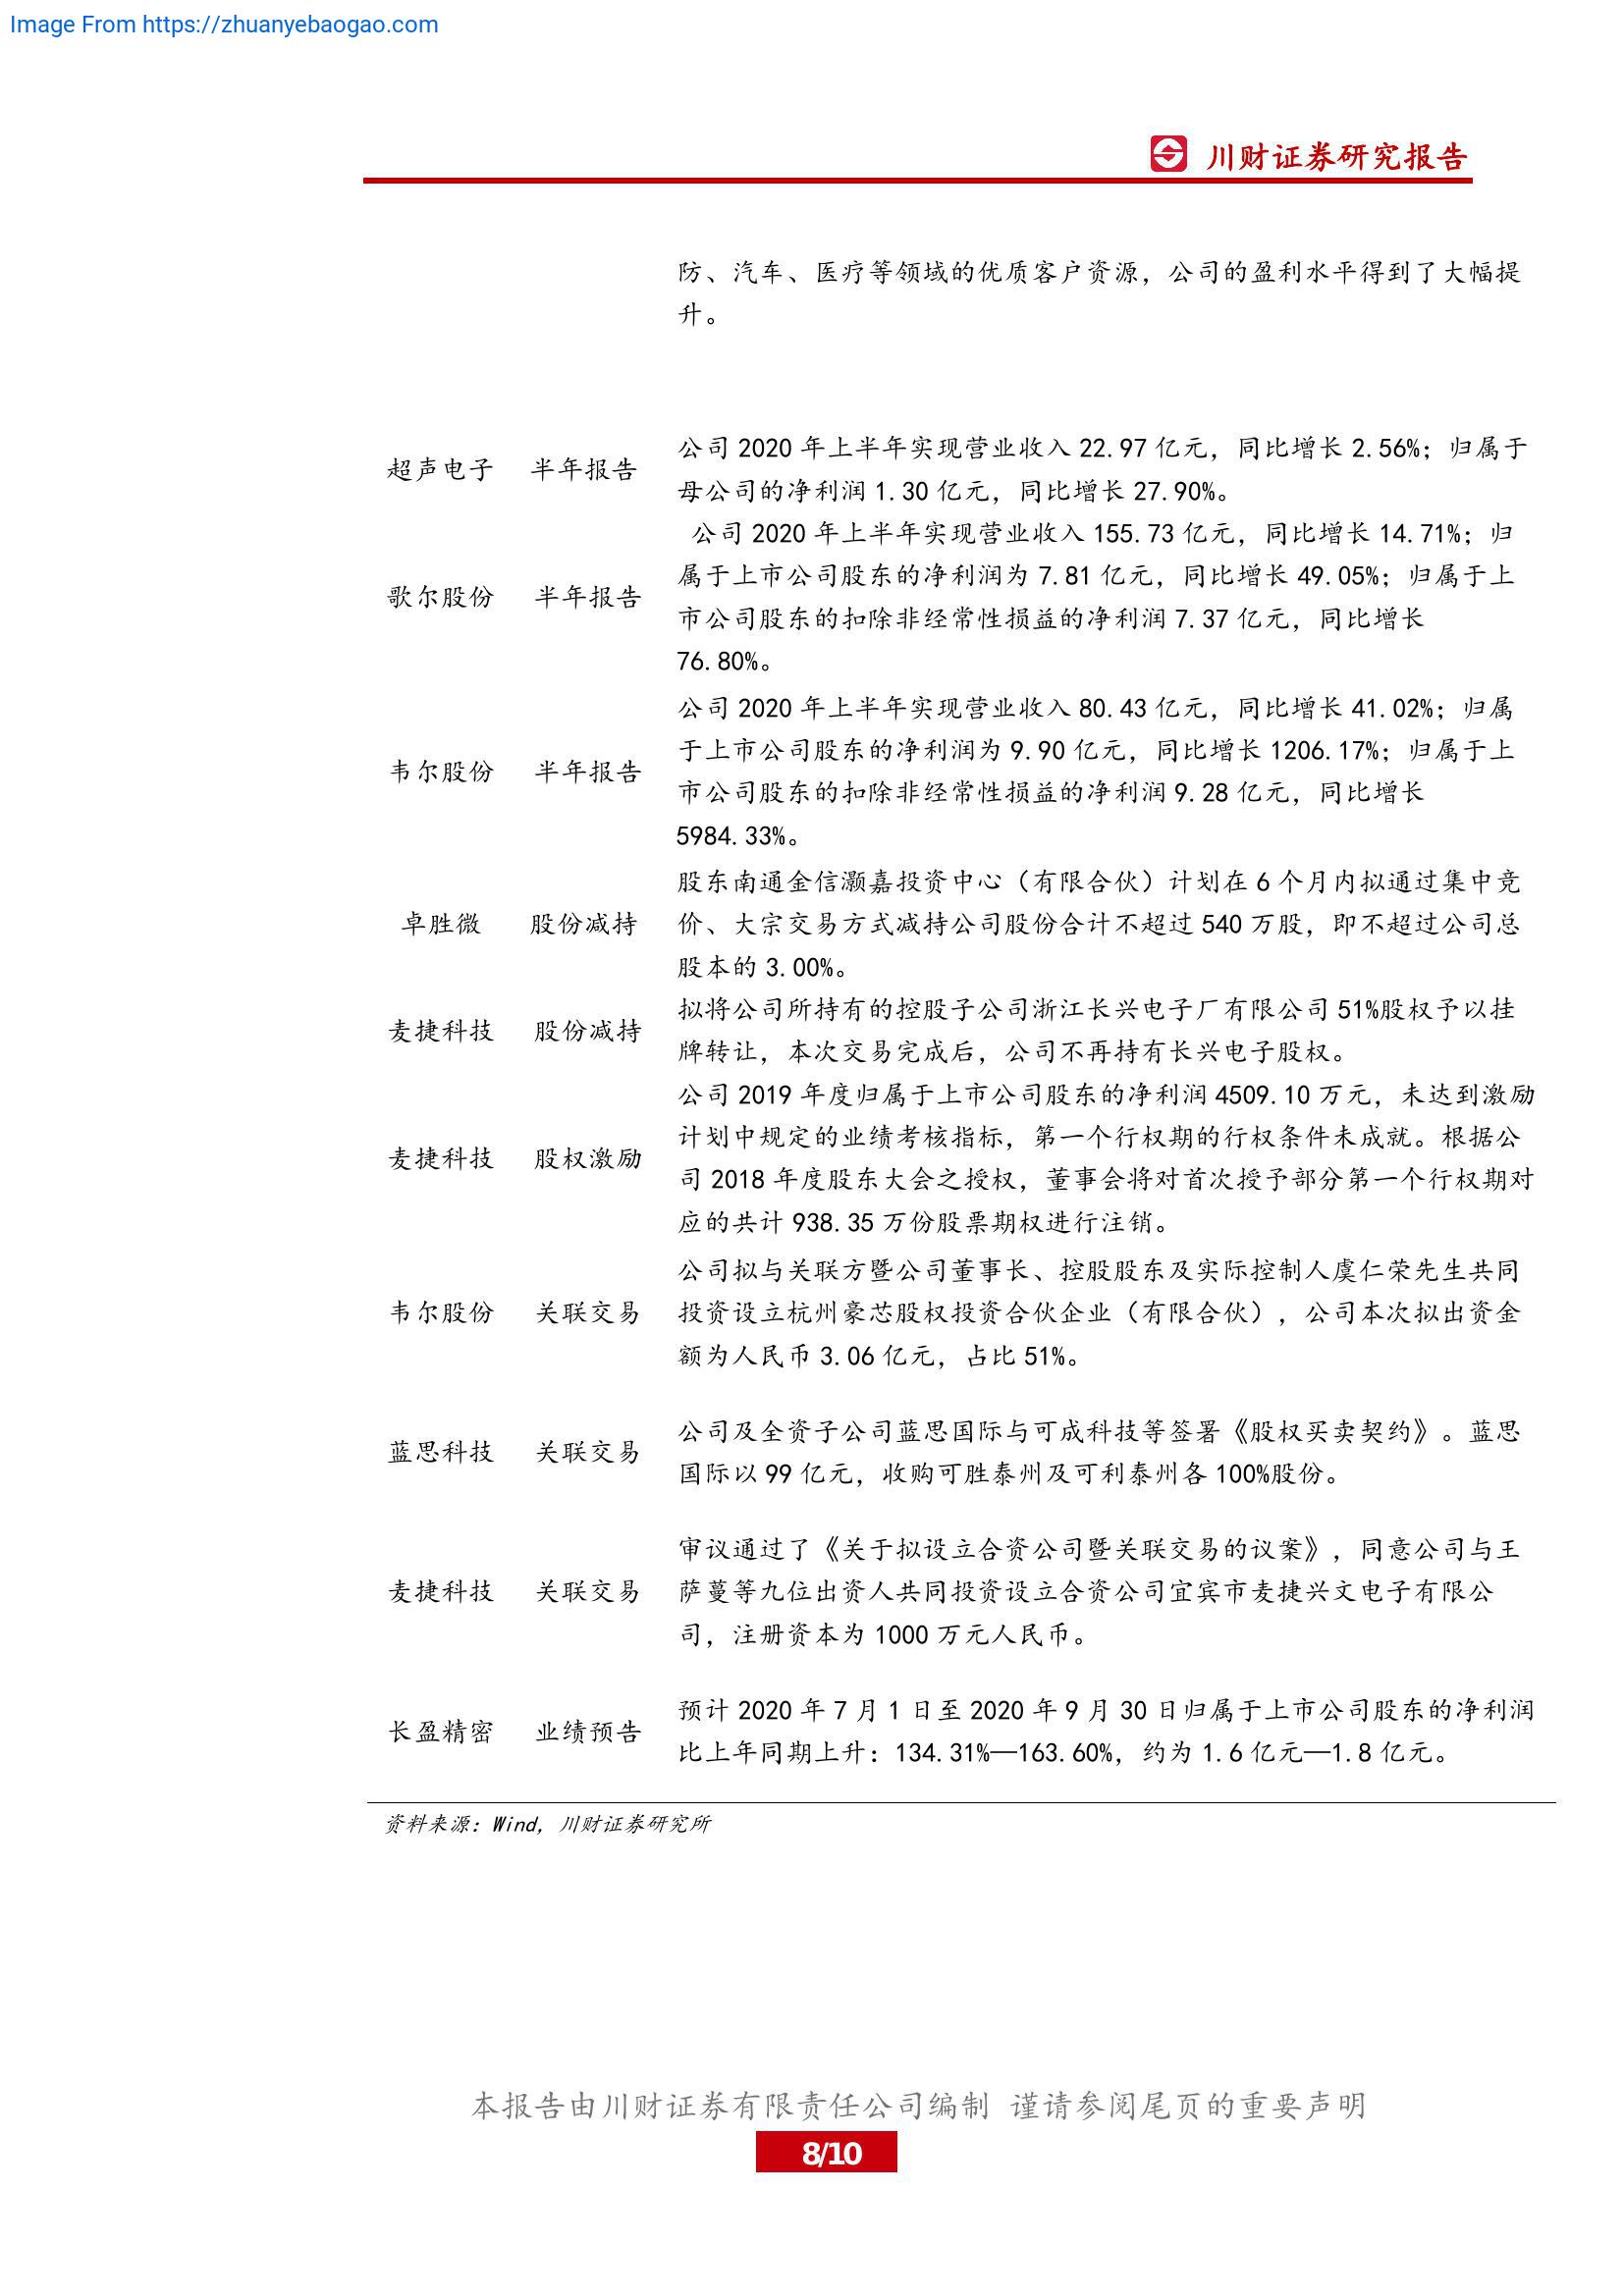 Image From https://zhuanyebaogao.com
川财证券研究报告
防、汽车、医疗等领域的优质客户资源，公司的盈利水平得到了大幅提
升。
超声电子 半年报告
公司 2020 年上半年实现营业收入 22.97 亿元，同比增长 2.56%；归属于
母公司的净利润 1.30 亿元，同比增长 27.90%。
歌尔股份 半年报告
公司 2020 年上半年实现营业收入 155.73 亿元，同比增长 14.71%；归
属于上市公司股东的净利润为 7.81 亿元，同比增长 49.05%；归属于上
市公司股东的扣除非经常性损益的净利润 7.37 亿元，同比增长
76.80%。
韦尔股份 半年报告
公司 2020 年上半年实现营业收入 80.43 亿元，同比增长 41.02%；归属
于上市公司股东的净利润为 9.90 亿元，同比增长 1206.17%；归属于上
市公司股东的扣除非经常性损益的净利润 9.28 亿元，同比增长
5984.33%。
卓胜微 股份减持
股东南通金信灏嘉投资中心（有限合伙）计划在 6 个月内拟通过集中竞
价、大宗交易方式减持公司股份合计不超过 540 万股，即不超过公司总
股本的 3.00%。
麦捷科技 股份减持
拟将公司所持有的控股子公司浙江长兴电子厂有限公司 51%股权予以挂
牌转让，本次交易完成后，公司不再持有长兴电子股权。
麦捷科技 股权激励
公司 2019 年度归属于上市公司股东的净利润 4509.10 万元，未达到激励
计划中规定的业绩考核指标，第一个行权期的行权条件未成就。根据公
司 2018 年度股东大会之授权，董事会将对首次授予部分第一个行权期对
应的共计 938.35 万份股票期权进行注销。
韦尔股份 关联交易
公司拟与关联方暨公司董事长、控股股东及实际控制人虞仁荣先生共同
投资设立杭州豪芯股权投资合伙企业（有限合伙），公司本次拟出资金
额为人民币 3.06 亿元，占比 51%。
蓝思科技 关联交易
公司及全资子公司蓝思国际与可成科技等签署《股权买卖契约》。蓝思
国际以 99 亿元，收购可胜泰州及可利泰州各 100%股份。
麦捷科技 关联交易
审议通过了《关于拟设立合资公司暨关联交易的议案》，同意公司与王
萨蔓等九位出资人共同投资设立合资公司宜宾市麦捷兴文电子有限公
司，注册资本为 1000 万元人民币。
长盈精密 业绩预告
预计 2020 年 7 月 1 日至 2020 年 9 月 30 日归属于上市公司股东的净利润
比上年同期上升：134.31%—163.60%，约为 1.6 亿元—1.8 亿元。
资料来源：Wind，川财证券研究所
本报告由川财证券有限责任公司编制 谨请参阅尾页的重要声明
8/10